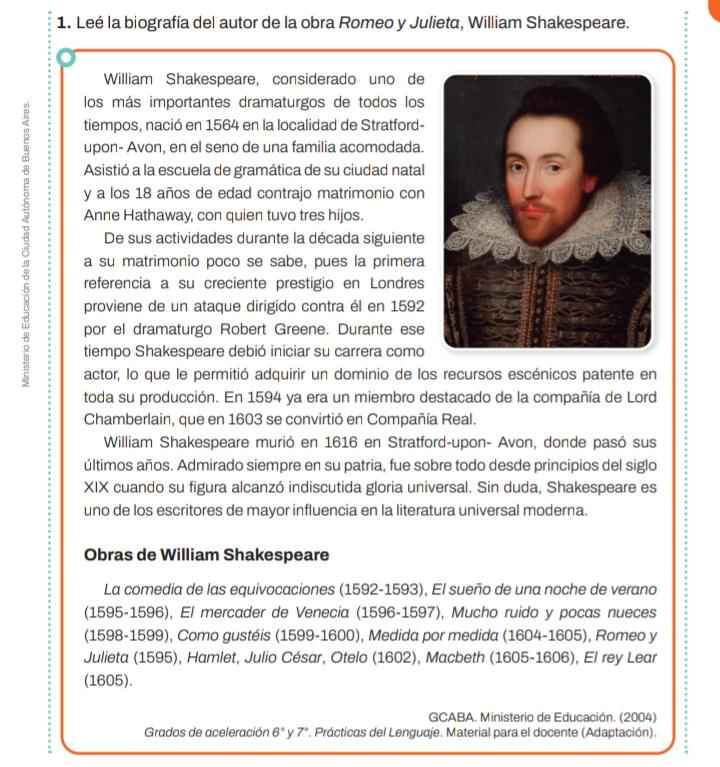 1. Leé la biografía del autor de la obra Romeo y Julieta, William Shakespeare.
William Shakespeare, considerado uno de
los más importantes dramaturgos de todos los
tiempos, nació en 1564 en la localidad de Stratford-
upon- Avon, en el seno de una familia acomodada.
Asistió a la escuela de gramática de su ciudad natal
y a los 18 años de edad contrajo matrimonio con
Anne Hathaway, con quien tuvo tres hijos.
De sus actividades durante la década siguiente
a su matrimonio poco se sabe, pues la primera
referencia a su creciente prestigio en Londres
proviene de un ataque dirigido contra él en 1592
por el dramaturgo Robert Greene. Durante ese
tiempo Shakespeare debió iniciar su carrera como
actor, lo que le permitió adquirir un dominio de los recursos escénicos patente en
toda su producción. En 1594 ya era un miembro destacado de la compañía de Lord
Chamberlain, que en 1603 se convirtió en Compañía Real.
William Shakespeare murió en 1616 en Stratford-upon- Avon, donde pasó sus
últimos años. Admirado siempre en su patria, fue sobre todo desde principios del siglo
XIX cuando su figura alcanzó indiscutida gloria universal. Sin duda, Shakespeare es
uno de los escritores de mayor influencia en la literatura universal moderna.
Obras de William Shakespeare
La comedia de las equivocaciones (1592-1593), El sueño de una noche de verano
(1595-1596), El mercader de Venecia (1596-1597), Mucho ruido y pocas nueces
(1598-1599), Como gustéis (1599-1600), Medida por medida (1604-1605), Romeo y
Julieta (1595), Hamlet, Julio César, Otelo (1602), Macbeth (1605-1606), El rey Lear
(1605).
GCABA. Ministerio de Educación. (2004)
Grados de aceleración 6° y 7°. Prácticas del Lenguaje. Material para el docente (Adaptación).
Ministerio de Educación de la Ciudad Autónoma de Buenos Aires.